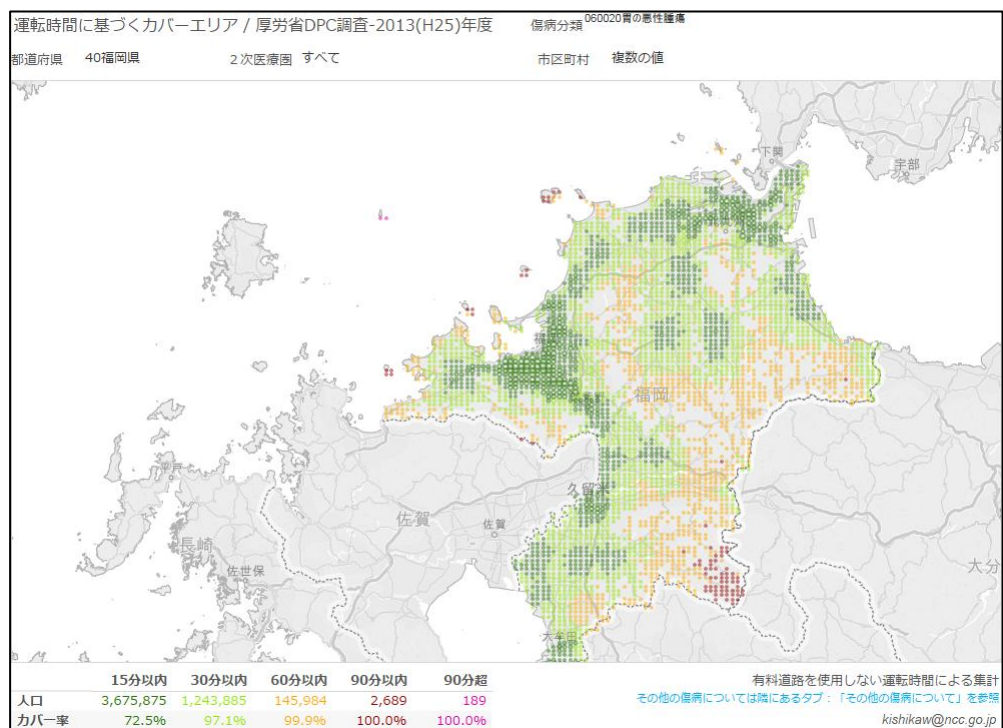 運転時間に基づくカバーエリア / 厚労省DPC調査-2013(H25)年度 傷病分類 060020胃の悪性腫瘍
都道府県 40福岡県 2次医療圏 すべて 市区町村 複数の値
下関
宇部
福岡
平戸
久留米
佐賀
佐賀
長崎
佐世保
大分
大牟田
15分以内 30分以内 60分以内 90分以内 90分超
人口 3,675,875 1,243,885 145,984 2,689 189
カバー率 72.5% 97.1% 99.9% 100.0% 100.0%
有料道路を使用しない運転時間による集計
その他の傷病については隣にあるタブ：「その他の傷病について」を参照
kishikaw@ncc.go.jp